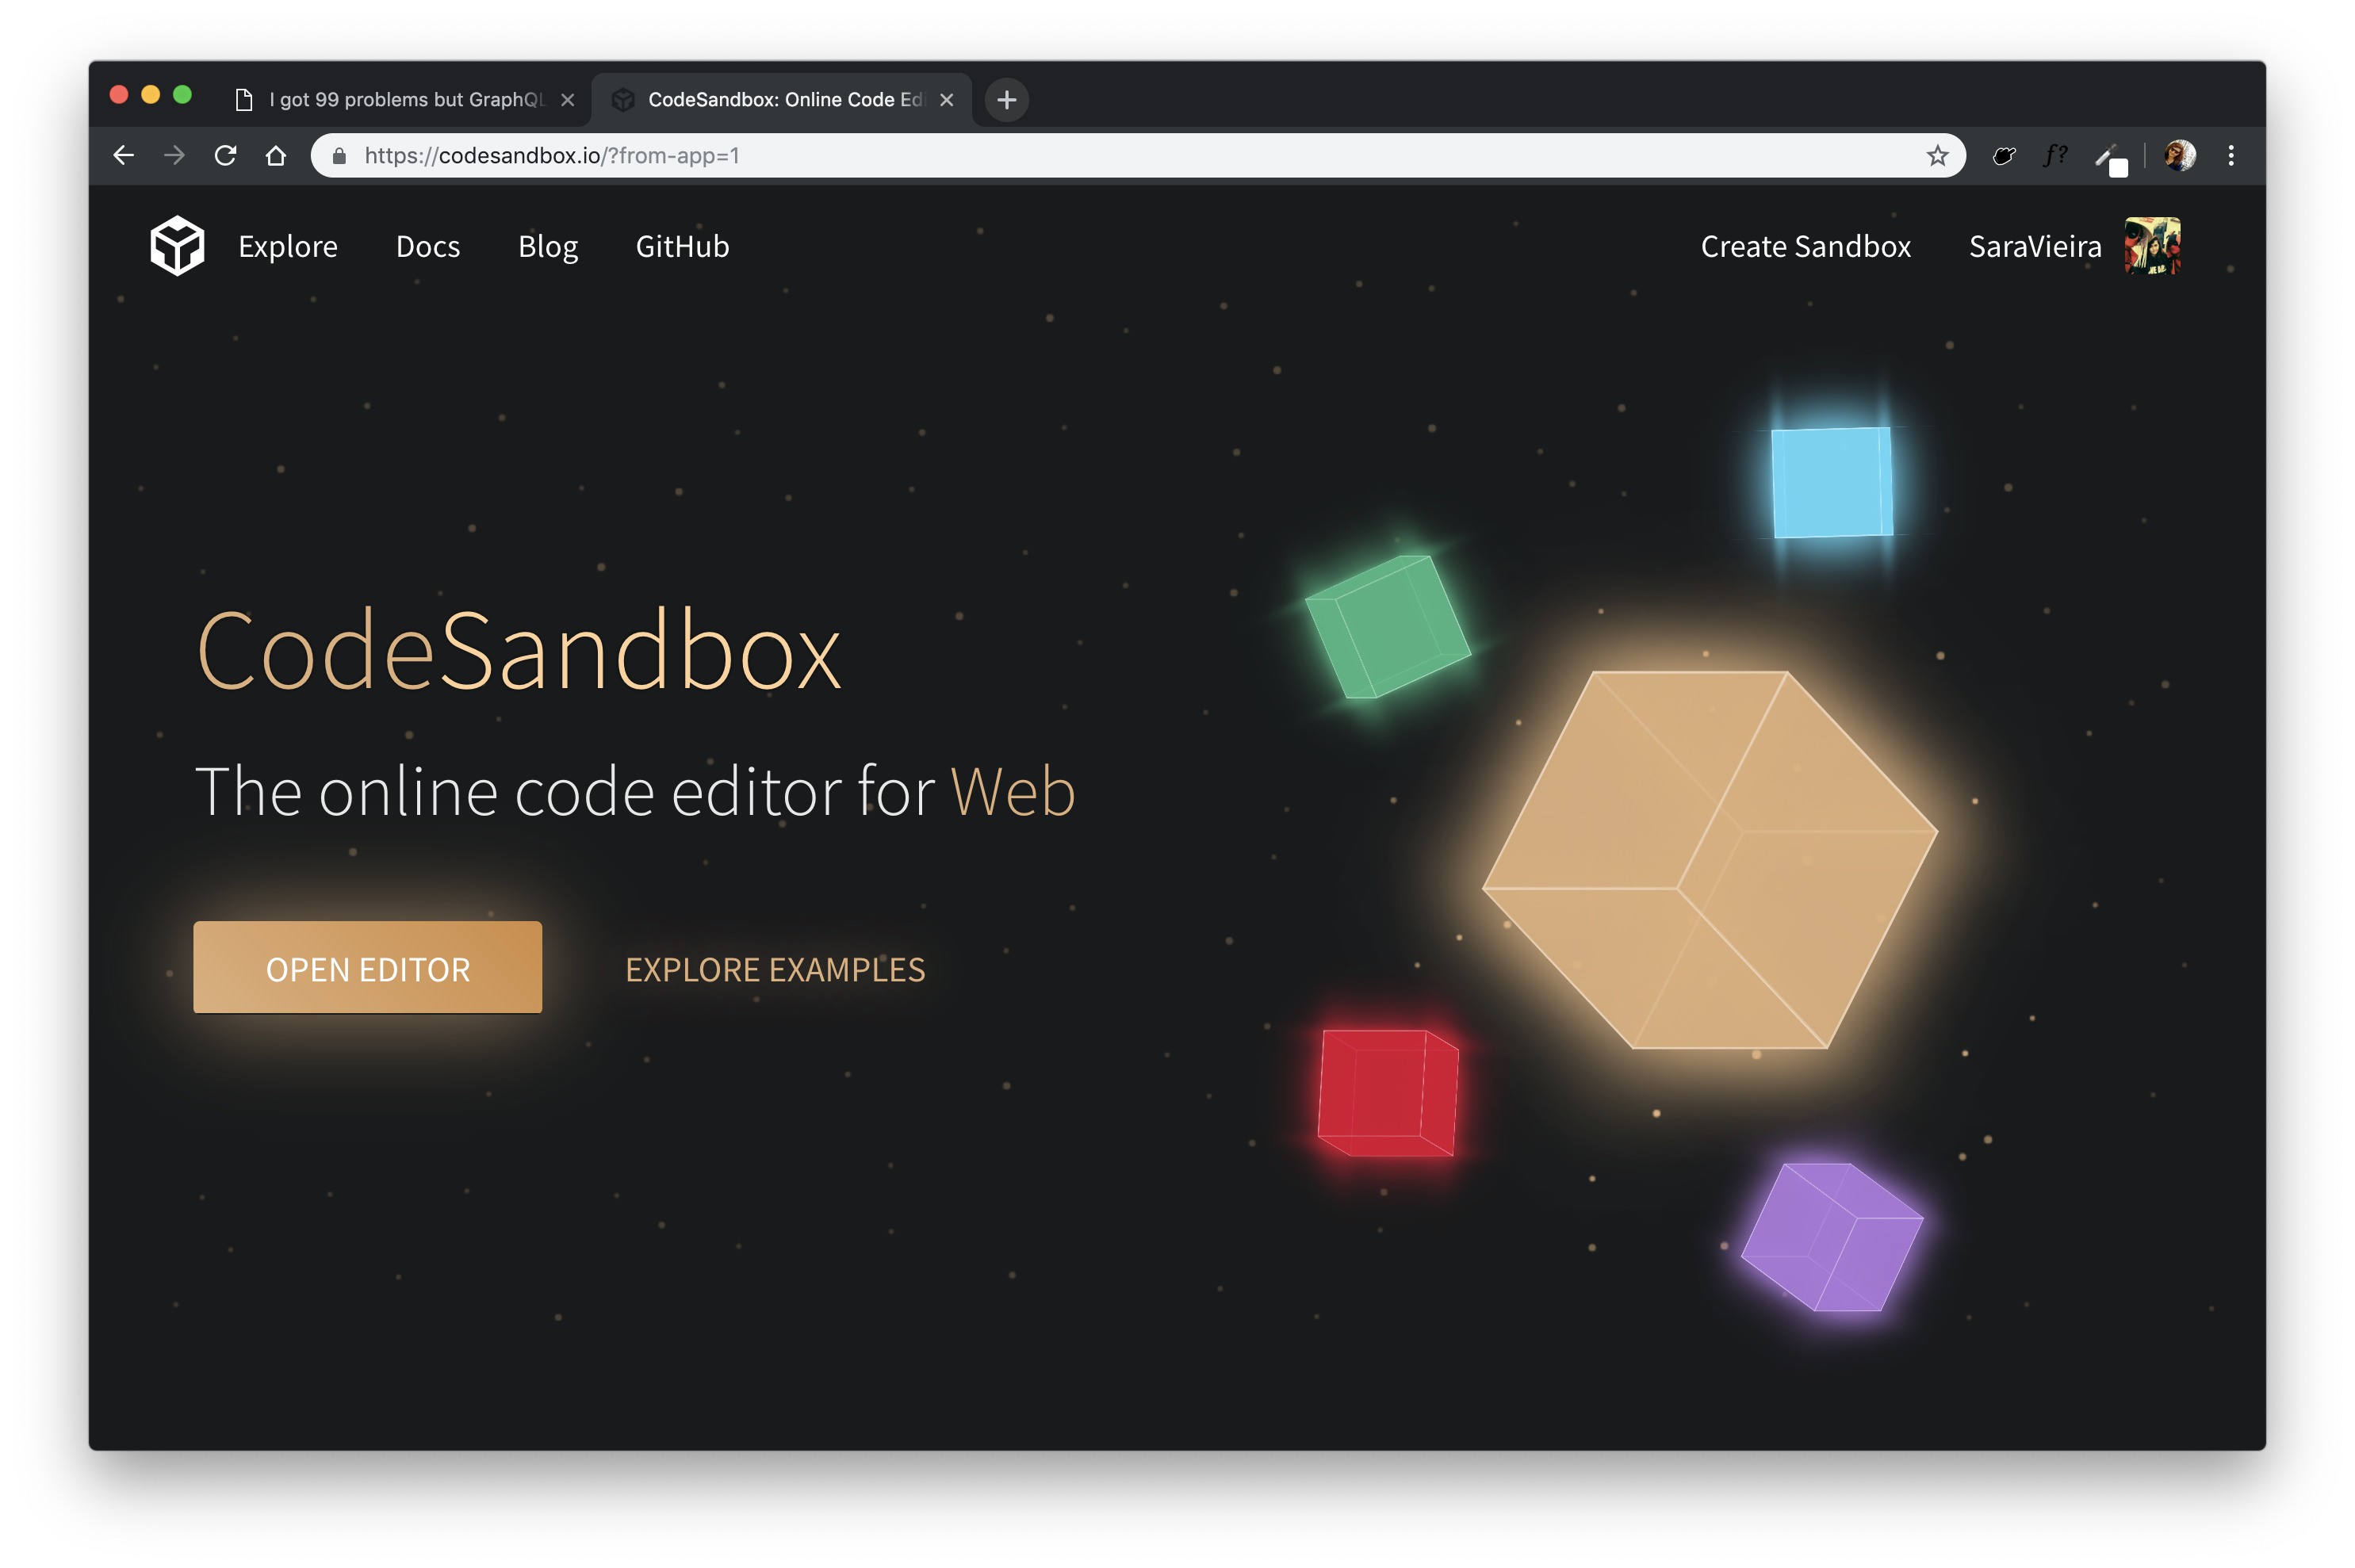 I got 99 problems but GraphQL
CodeSandbox: Online Code Edi
https://codesandbox.io/?from-app=1
f?
Explore
Docs
Blog
GitHub
Create Sandbox
SaraVieira
CodeSandbox
The online code editor for Web
OPEN EDITOR
EXPLORE EXAMPLES